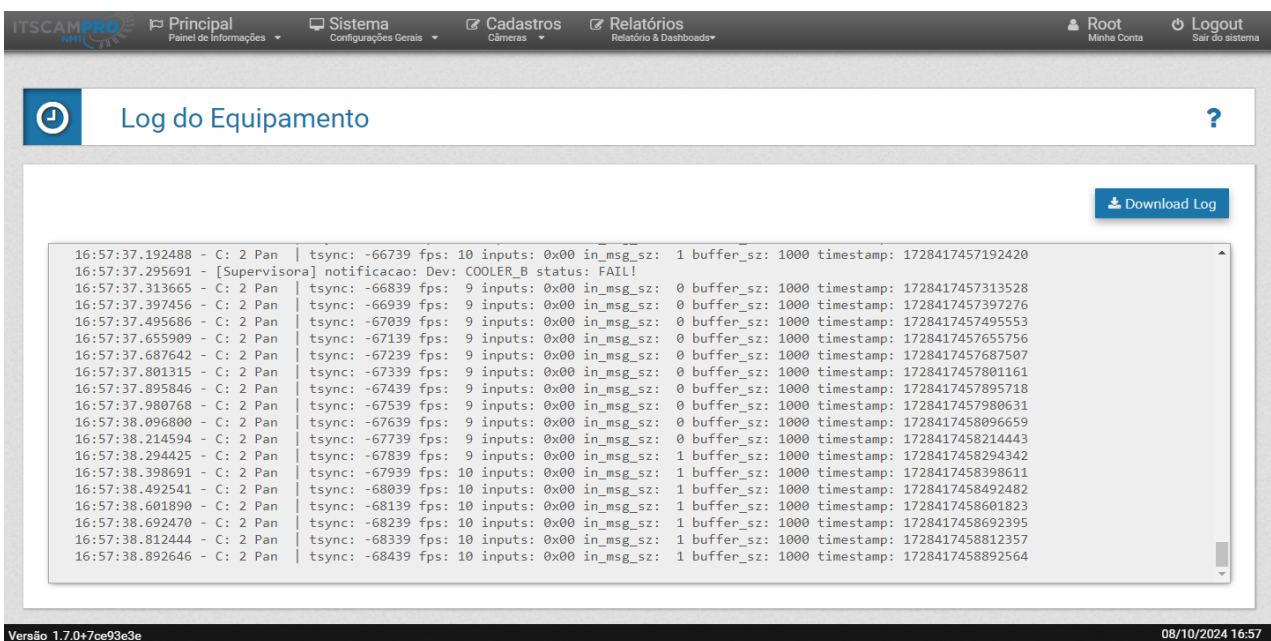 ITSCAMPRO
NMT
Principal
Painel de Informações
Sistema
Configurações Gerais
Cadastros
Câmeras
Relatórios
Relatório & Dashboads
Root
Minha Conta
Logout
Sair do sistema
Log do Equipamento
?
Download Log
16:57:37.192488 - C: 2 Pan | tsync: -66739 fps: 10 inputs: 0x00 in_msg_sz: 1 buffer_sz: 1000 timestamp: 1728417457192420
16:57:37.295691 - [Supervisora] notificacao: Dev: COOLER_B status: FAIL!
16:57:37.313665 - C: 2 Pan | tsync: -66839 fps: 9 inputs: 0x00 in_msg_sz: 0 buffer_sz: 1000 timestamp: 1728417457313528
16:57:37.397456 - C: 2 Pan | tsync: -66939 fps: 9 inputs: 0x00 in_msg_sz: 0 buffer_sz: 1000 timestamp: 1728417457397276
16:57:37.495686 - C: 2 Pan | tsync: -67039 fps: 9 inputs: 0x00 in_msg_sz: 0 buffer_sz: 1000 timestamp: 1728417457495553
16:57:37.655909 - C: 2 Pan | tsync: -67139 fps: 9 inputs: 0x00 in_msg_sz: 0 buffer_sz: 1000 timestamp: 1728417457655756
16:57:37.687642 - C: 2 Pan | tsync: -67239 fps: 9 inputs: 0x00 in_msg_sz: 0 buffer_sz: 1000 timestamp: 1728417457687507
16:57:37.801315 - C: 2 Pan | tsync: -67339 fps: 9 inputs: 0x00 in_msg_sz: 0 buffer_sz: 1000 timestamp: 1728417457801161
16:57:37.895846 - C: 2 Pan | tsync: -67439 fps: 9 inputs: 0x00 in_msg_sz: 0 buffer_sz: 1000 timestamp: 1728417457895718
16:57:37.980768 - C: 2 Pan | tsync: -67539 fps: 9 inputs: 0x00 in_msg_sz: 0 buffer_sz: 1000 timestamp: 1728417457980631
16:57:38.096800 - C: 2 Pan | tsync: -67639 fps: 9 inputs: 0x00 in_msg_sz: 0 buffer_sz: 1000 timestamp: 1728417458096659
16:57:38.214594 - C: 2 Pan | tsync: -67739 fps: 9 inputs: 0x00 in_msg_sz: 0 buffer_sz: 1000 timestamp: 1728417458214443
16:57:38.294425 - C: 2 Pan | tsync: -67839 fps: 9 inputs: 0x00 in_msg_sz: 1 buffer_sz: 1000 timestamp: 1728417458294342
16:57:38.398691 - C: 2 Pan | tsync: -67939 fps: 10 inputs: 0x00 in_msg_sz: 1 buffer_sz: 1000 timestamp: 1728417458398611
16:57:38.492541 - C: 2 Pan | tsync: -68039 fps: 10 inputs: 0x00 in_msg_sz: 1 buffer_sz: 1000 timestamp: 1728417458492482
16:57:38.601890 - C: 2 Pan | tsync: -68139 fps: 10 inputs: 0x00 in_msg_sz: 1 buffer_sz: 1000 timestamp: 1728417458601823
16:57:38.692470 - C: 2 Pan | tsync: -68239 fps: 10 inputs: 0x00 in_msg_sz: 1 buffer_sz: 1000 timestamp: 1728417458692395
16:57:38.812444 - C: 2 Pan | tsync: -68339 fps: 10 inputs: 0x00 in_msg_sz: 1 buffer_sz: 1000 timestamp: 1728417458812357
16:57:38.892646 - C: 2 Pan | tsync: -68439 fps: 10 inputs: 0x00 in_msg_sz: 1 buffer_sz: 1000 timestamp: 1728417458892564
Versão 1.7.0+7ce93e3e
08/10/2024 16:57